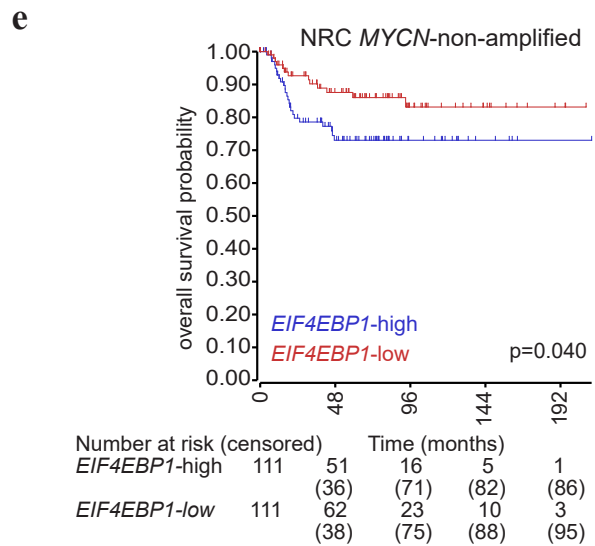 e
NRC MYCN-non-amplified
overall survival probability
1.00
0.90
0.80
0.70
0.60
0.50
0.40
0.30
0.20
0.10
0.00
EIF4EBP1-high
EIF4EBP1-low
p=0.040
0 48 96 144 192
Number at risk (censored) Time (months)
EIF4EBP1-high 111 51 16 5 1
(36) (71) (82) (86)
EIF4EBP1-low 111 62 23 10 3
(38) (75) (88) (95)